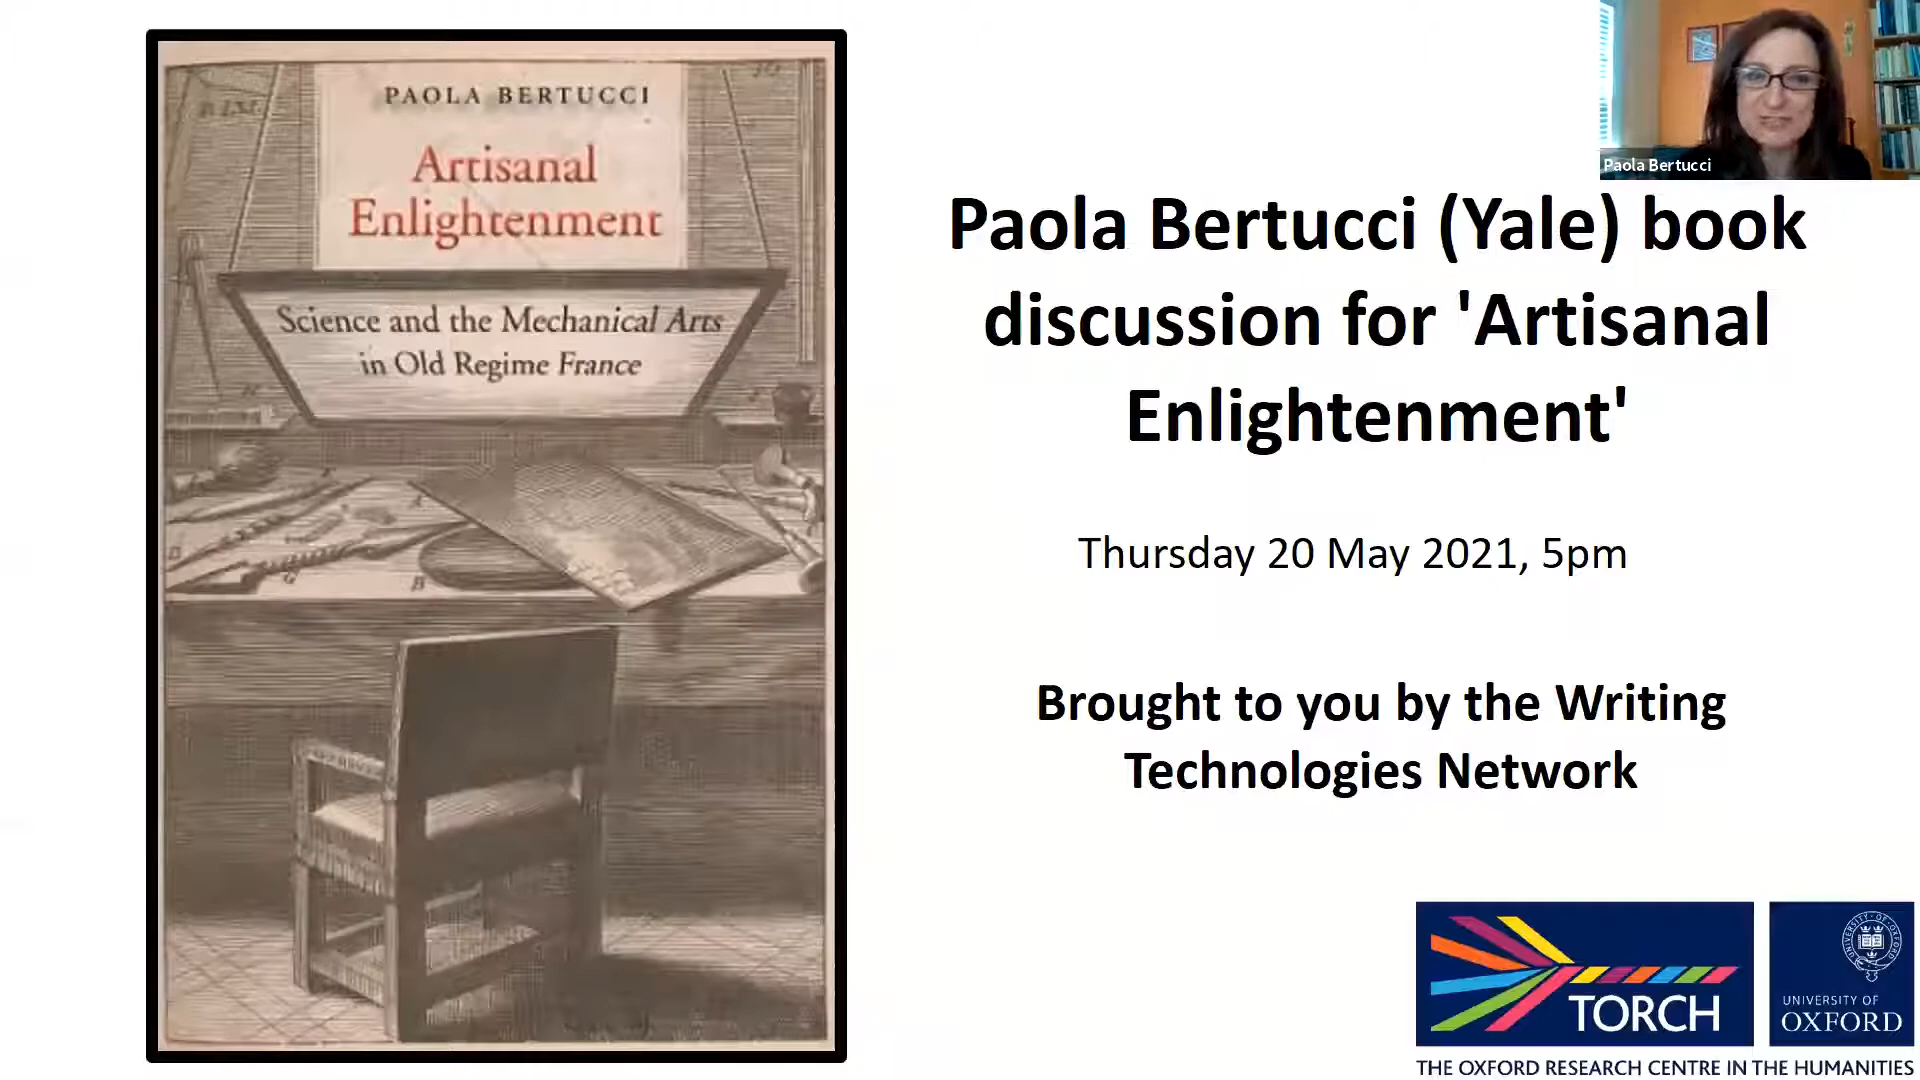 PAOLA BERTUCCI
Artisanal
Enlightenment
Science and the Mechanical Arts
in Old Regime France
Paola Bertucci
Paola Bertucci (Yale) book
discussion for 'Artisanal
Enlightenment'
Thursday 20 May 2021, 5pm
Brought to you by the Writing
Technologies Network
TORCH
UNIVERSITY OF
OXFORD
THE OXFORD RESEARCH CENTRE IN THE HUMANITIES